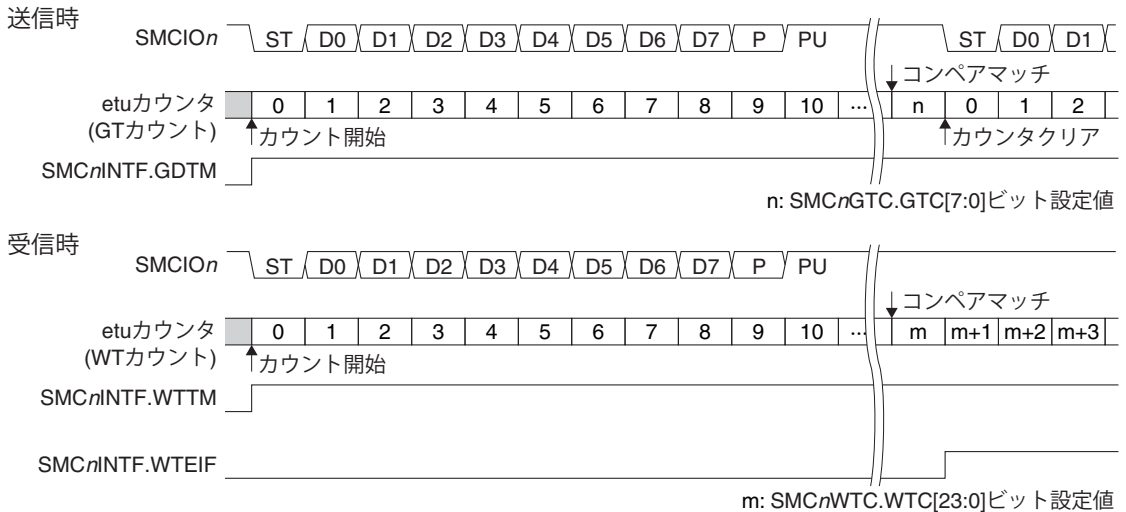 送信時
SMCIOn ST D0 D1 D2 D3 D4 D5 D6 D7 P PU ST D0 D1
コンペアマッチ
etuカウンタ 0 1 2 3 4 5 6 7 8 9 10 ... n 0 1 2
(GTカウント) カウント開始 カウンタクリア
SMCnINTF.GDTM
n: SMCnGTC.GTC[7:0]ビット設定値
受信時
SMCIOn ST D0 D1 D2 D3 D4 D5 D6 D7 P PU
コンペアマッチ
etuカウンタ 0 1 2 3 4 5 6 7 8 9 10 ... m m+1 m+2 m+3
(WTカウント) カウント開始
SMCnINTF.WTTM
SMCnINTF.WTEIF
m: SMCnWTC.WTC[23:0]ビット設定値